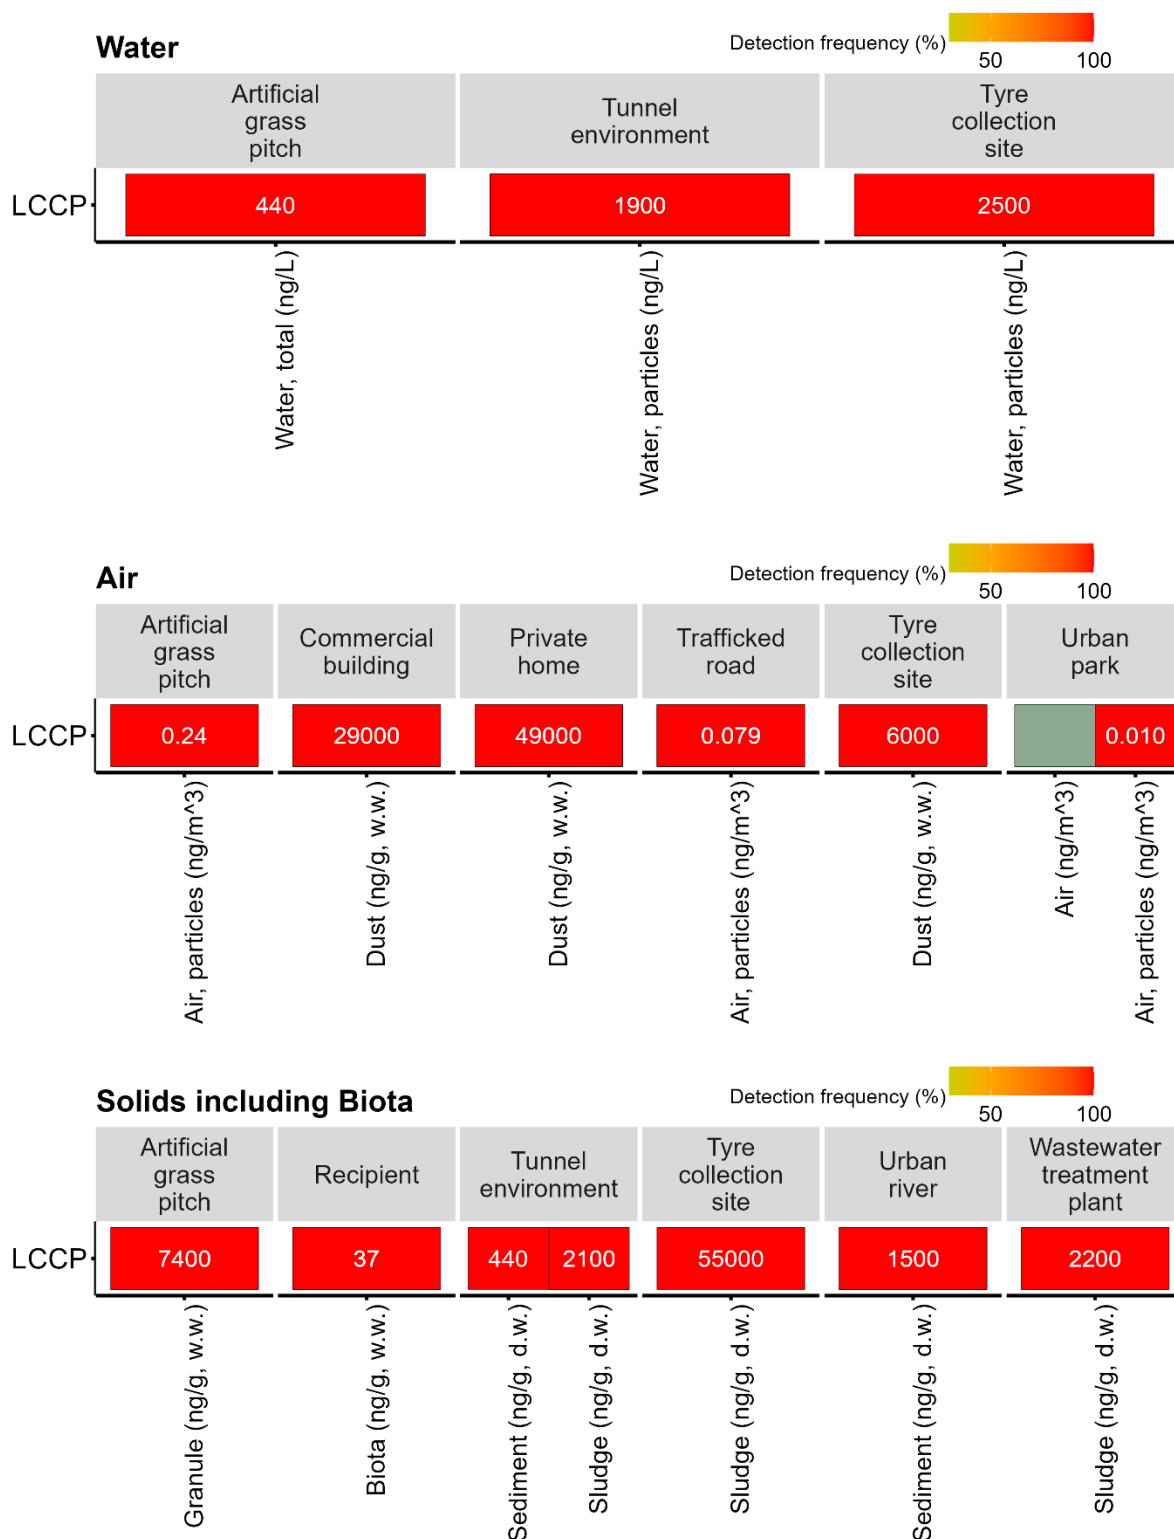 Water
Detection frequency (%)
50 100
Artificial
grass
pitch
Tunnel
environment
Tyre
collection
site
LCCP
440
1900
2500
Water, total (ng/L)
Water, particles (ng/L)
Water, particles (ng/L)
Air
Detection frequency (%)
50 100
Artificial
grass
pitch
Commercial
building
Private
home
Trafficked
road
Tyre
collection
site
Urban
park
LCCP
0.24
29000
49000
0.079
6000
0.010
Air, particles (ng/m^3)
Dust (ng/g, w.w.)
Dust (ng/g, w.w.)
Air, particles (ng/m^3)
Dust (ng/g, w.w.)
Air (ng/m^3)
Air, particles (ng/m^3)
Solids including Biota
Detection frequency (%)
50 100
Artificial
grass
pitch
Recipient
Tunnel
environment
Tyre
collection
site
Urban
river
Wastewater
treatment
plant
LCCP
7400
37
440
2100
55000
1500
2200
Granule (ng/g, w.w.)
Biota (ng/g, w.w.)
Sediment (ng/g, d.w.)
Sludge (ng/g, d.w.)
Sludge (ng/g, d.w.)
Sediment (ng/g, d.w.)
Sludge (ng/g, d.w.)